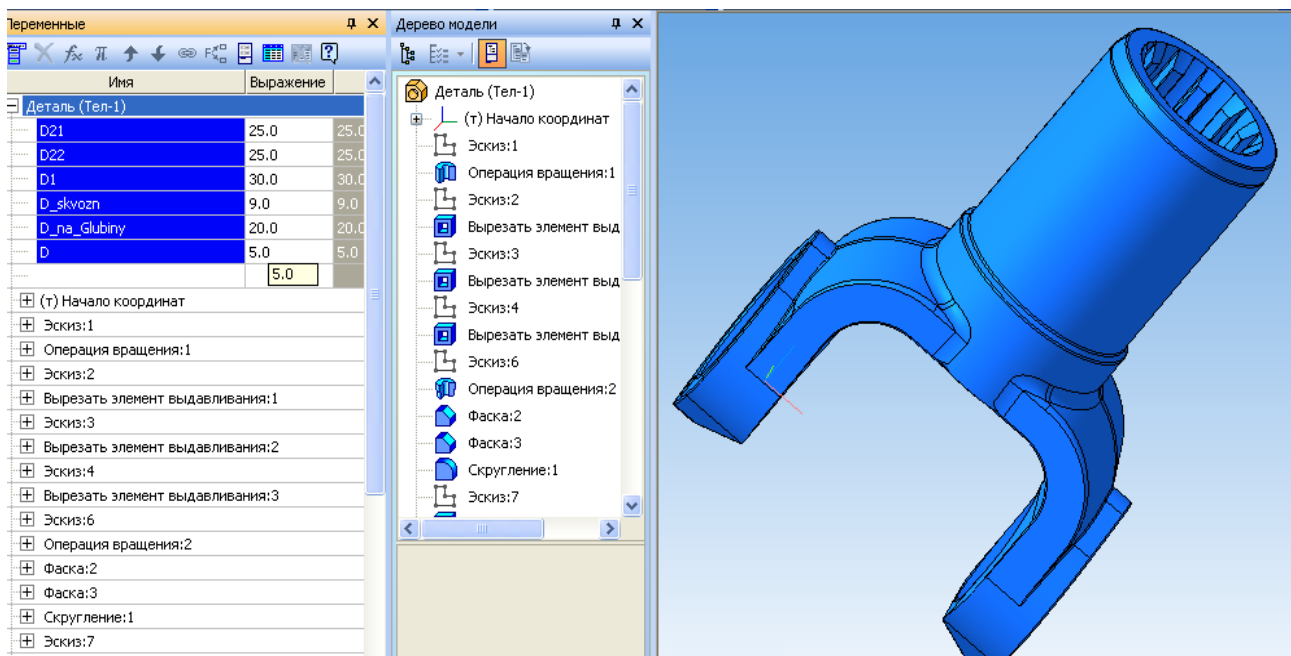 Переменные
Имя Выражение
Деталь (Тел-1)
D21 25.0 25.0
D22 25.0 25.0
D1 30.0 30.0
D_skvozn 9.0 9.0
D_na_Glubiny 20.0 20.0
D 5.0 5.0
5.0
(т) Начало координат
Эскиз:1
Операция вращения:1
Эскиз:2
Вырезать элемент выдавливания:1
Эскиз:3
Вырезать элемент выдавливания:2
Эскиз:4
Вырезать элемент выдавливания:3
Эскиз:6
Операция вращения:2
Фаска:2
Фаска:3
Скругление:1
Эскиз:7
Дерево модели
Деталь (Тел-1)
(т) Начало координат
Эскиз:1
Операция вращения:1
Эскиз:2
Вырезать элемент выд
Эскиз:3
Вырезать элемент выд
Эскиз:4
Вырезать элемент выд
Эскиз:6
Операция вращения:2
Фаска:2
Фаска:3
Скругление:1
Эскиз:7